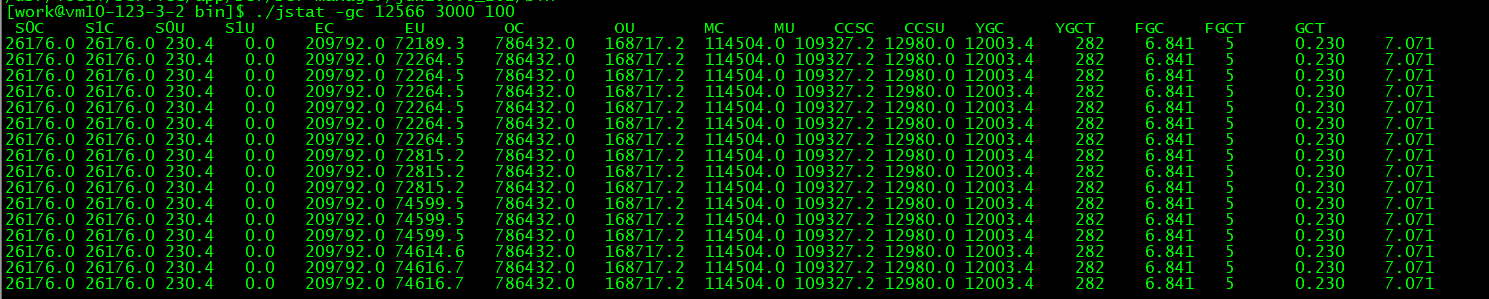 [work@vm10-123-3-2 bin]$ ./jstat -gc 12566 3000 100
S0C S1C S0U S1U EC EU OC OU MC MU CCSC CCSU YGC YGCT FGC FGCT GCT
26176.0 26176.0 230.4 0.0 209792.0 72189.3 786432.0 168717.2 114504.0 109327.2 12980.0 12003.4 282 6.841 5 0.230 7.071
26176.0 26176.0 230.4 0.0 209792.0 72264.5 786432.0 168717.2 114504.0 109327.2 12980.0 12003.4 282 6.841 5 0.230 7.071
26176.0 26176.0 230.4 0.0 209792.0 72264.5 786432.0 168717.2 114504.0 109327.2 12980.0 12003.4 282 6.841 5 0.230 7.071
26176.0 26176.0 230.4 0.0 209792.0 72264.5 786432.0 168717.2 114504.0 109327.2 12980.0 12003.4 282 6.841 5 0.230 7.071
26176.0 26176.0 230.4 0.0 209792.0 72264.5 786432.0 168717.2 114504.0 109327.2 12980.0 12003.4 282 6.841 5 0.230 7.071
26176.0 26176.0 230.4 0.0 209792.0 72264.5 786432.0 168717.2 114504.0 109327.2 12980.0 12003.4 282 6.841 5 0.230 7.071
26176.0 26176.0 230.4 0.0 209792.0 72264.5 786432.0 168717.2 114504.0 109327.2 12980.0 12003.4 282 6.841 5 0.230 7.071
26176.0 26176.0 230.4 0.0 209792.0 72815.2 786432.0 168717.2 114504.0 109327.2 12980.0 12003.4 282 6.841 5 0.230 7.071
26176.0 26176.0 230.4 0.0 209792.0 72815.2 786432.0 168717.2 114504.0 109327.2 12980.0 12003.4 282 6.841 5 0.230 7.071
26176.0 26176.0 230.4 0.0 209792.0 72815.2 786432.0 168717.2 114504.0 109327.2 12980.0 12003.4 282 6.841 5 0.230 7.071
26176.0 26176.0 230.4 0.0 209792.0 74599.5 786432.0 168717.2 114504.0 109327.2 12980.0 12003.4 282 6.841 5 0.230 7.071
26176.0 26176.0 230.4 0.0 209792.0 74599.5 786432.0 168717.2 114504.0 109327.2 12980.0 12003.4 282 6.841 5 0.230 7.071
26176.0 26176.0 230.4 0.0 209792.0 74599.5 786432.0 168717.2 114504.0 109327.2 12980.0 12003.4 282 6.841 5 0.230 7.071
26176.0 26176.0 230.4 0.0 209792.0 74614.6 786432.0 168717.2 114504.0 109327.2 12980.0 12003.4 282 6.841 5 0.230 7.071
26176.0 26176.0 230.4 0.0 209792.0 74616.7 786432.0 168717.2 114504.0 109327.2 12980.0 12003.4 282 6.841 5 0.230 7.071
26176.0 26176.0 230.4 0.0 209792.0 74616.7 786432.0 168717.2 114504.0 109327.2 12980.0 12003.4 282 6.841 5 0.230 7.071